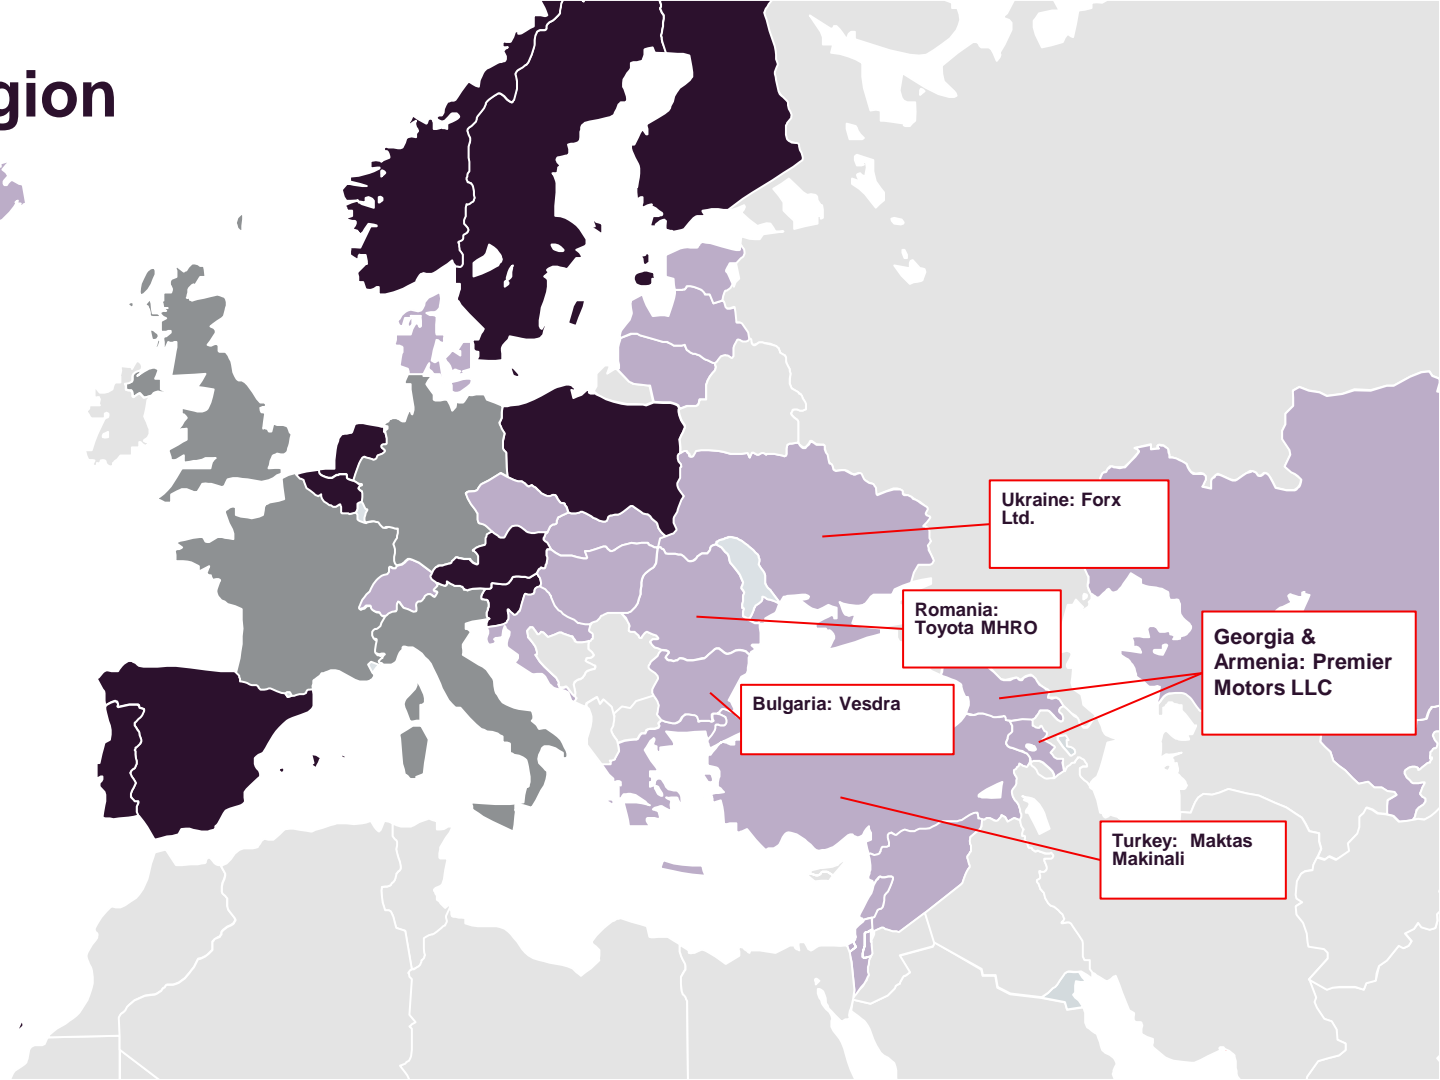 gion
Ukraine: Forx
Ltd.
Romania:
Toyota MHRO
Georgia &
Armenia: Premier
Motors LLC
Bulgaria: Vesdra
Turkey: Maktas
Makinali